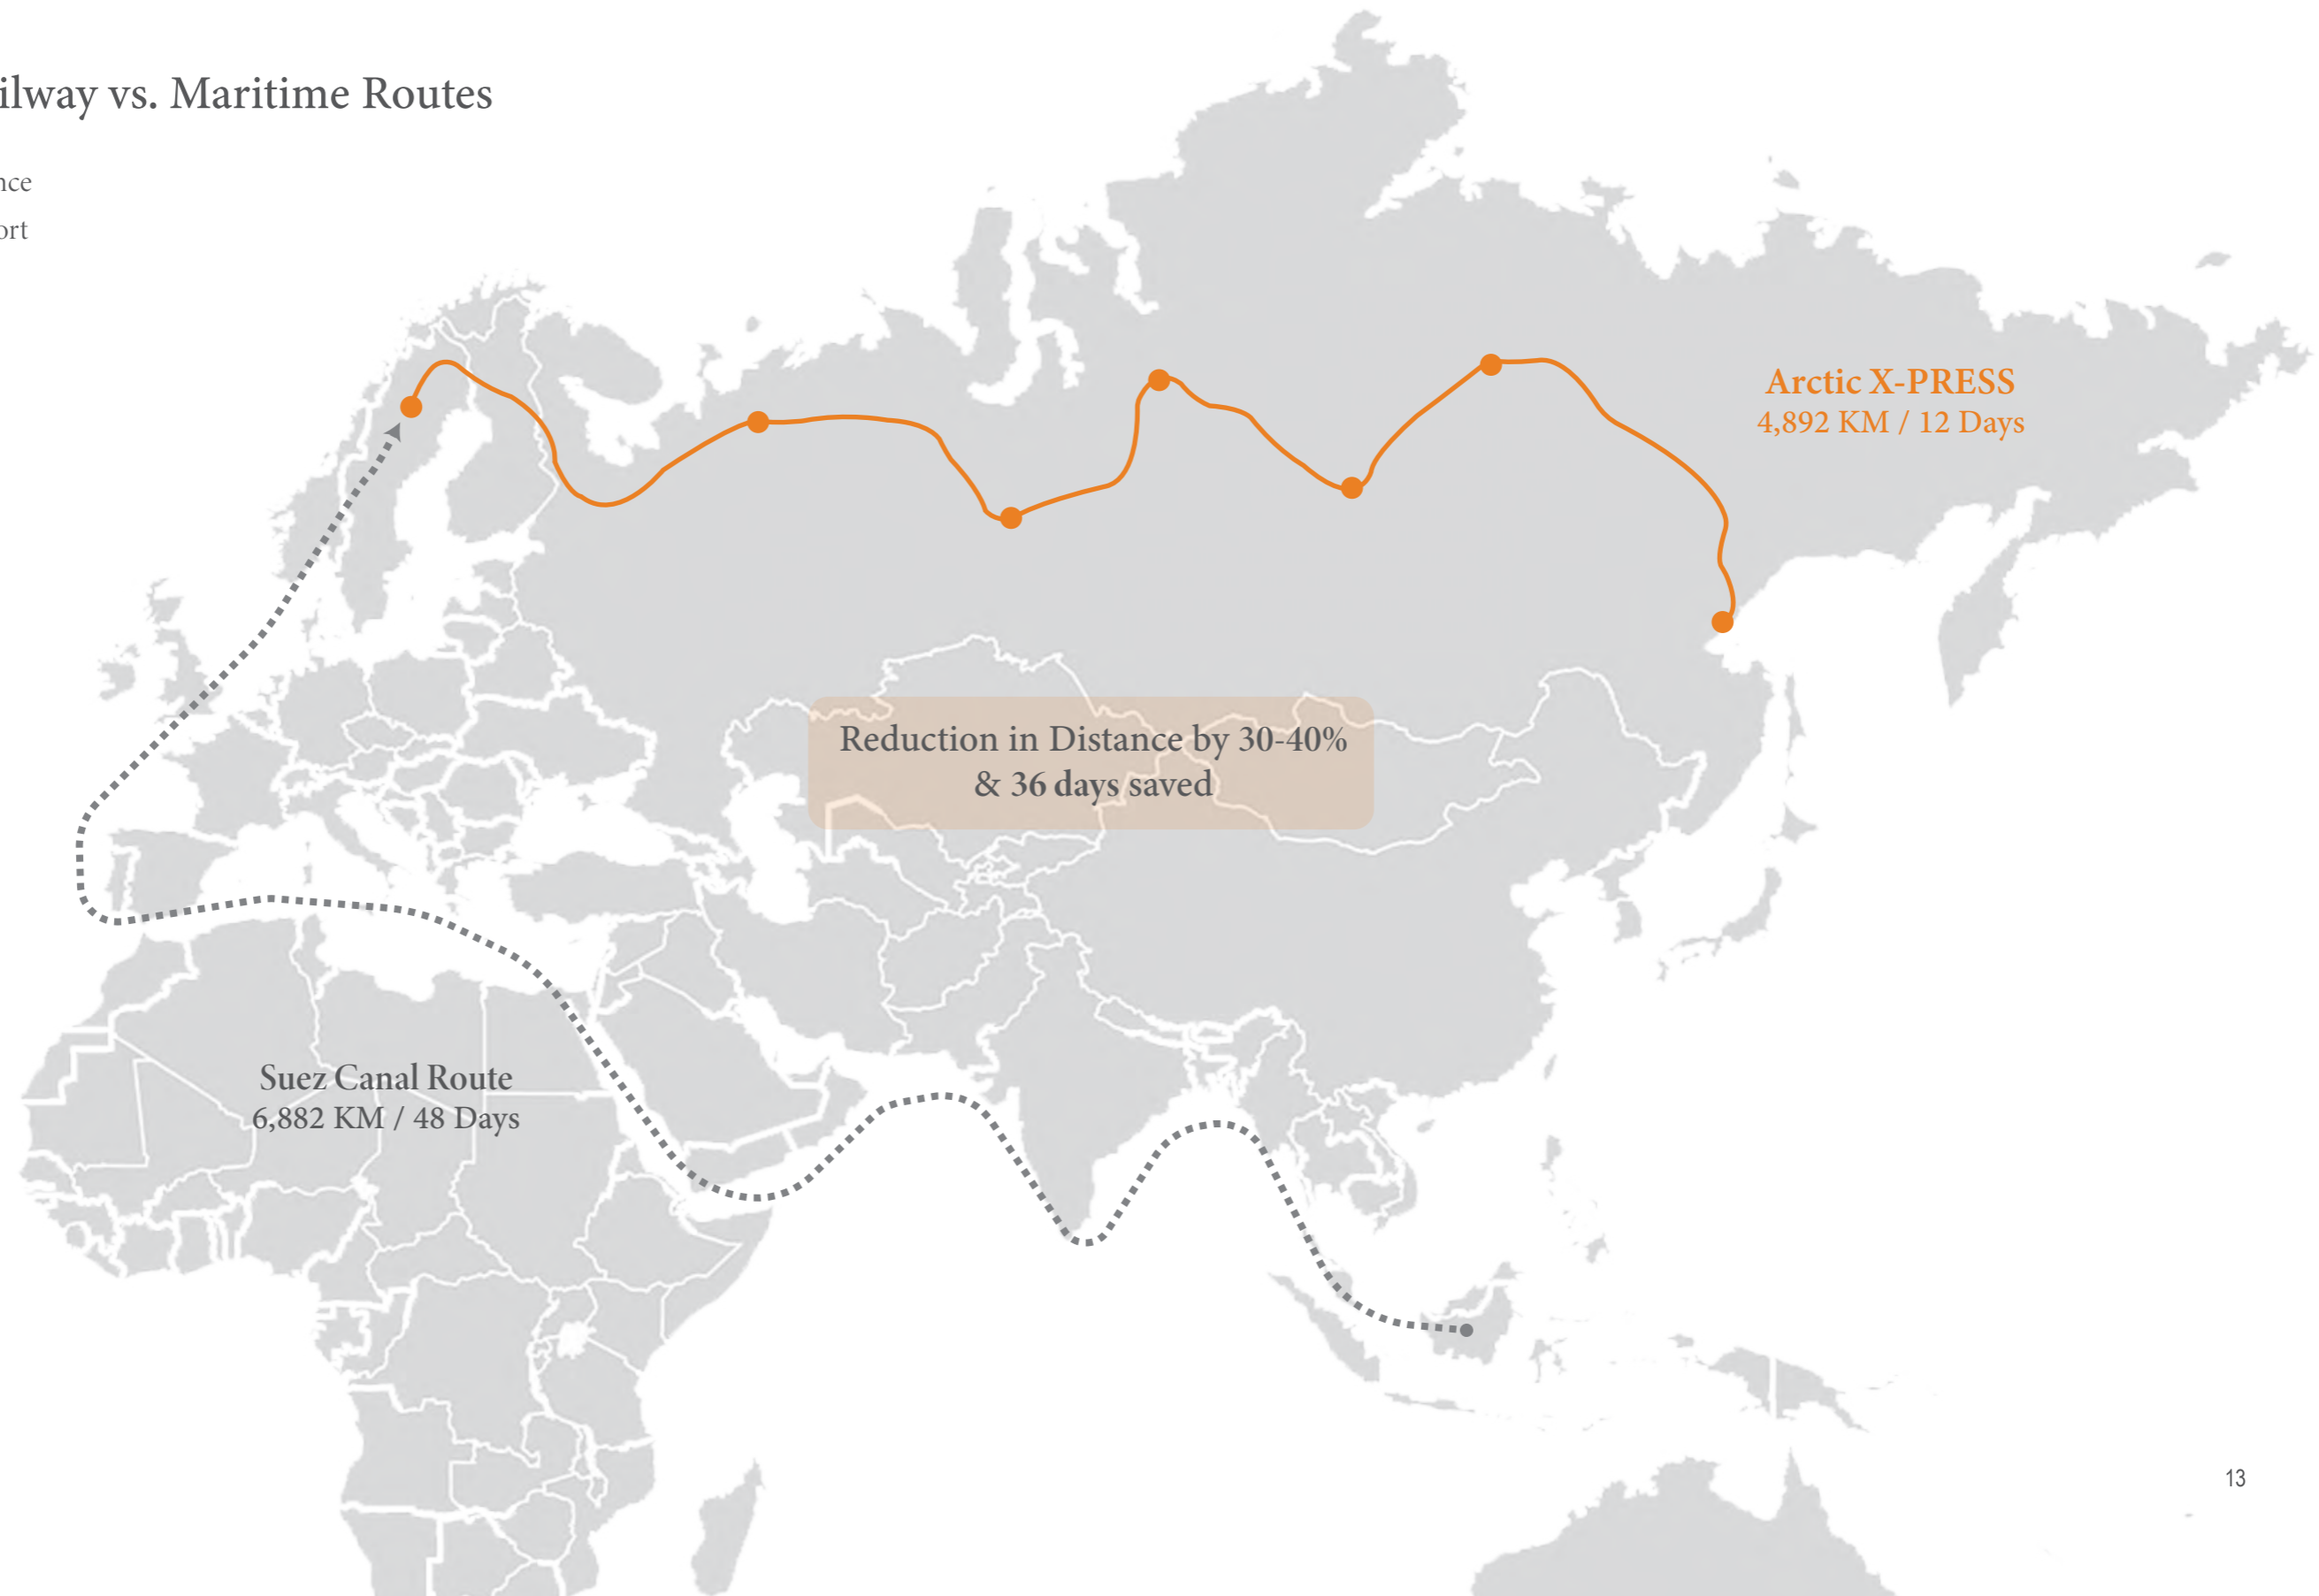 ilway vs. Maritime Routes
nce
ort
Arctic X-PRESS
4,892 KM / 12 Days
Reduction in Distance by 30-40%
& 36 days saved
Suez Canal Route
6,882 KM / 48 Days
13